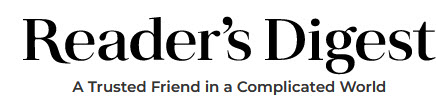 Reader’s Digest
A Trusted Friend in a Complicated World